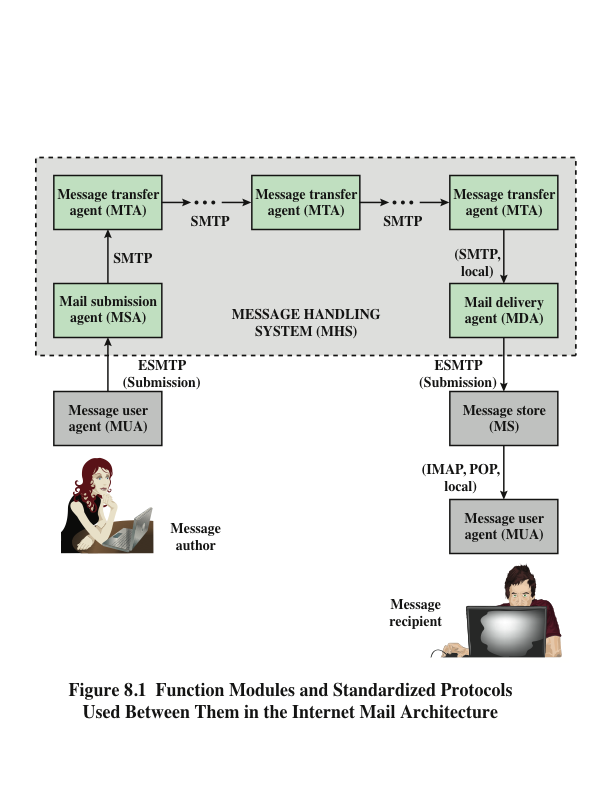 Message transfer
agent (MTA)
SMTP
Message transfer
agent (MTA)
SMTP
Message transfer
agent (MTA)
SMTP
(SMTP,
local)
Mail submission
agent (MSA)
MESSAGE HANDLING
SYSTEM (MHS)
Mail delivery
agent (MDA)
ESMTP
(Submission)
ESMTP
(Submission)
Message user
agent (MUA)
Message store
(MS)
(IMAP, POP,
local)
Message
author
Message user
agent (MUA)
Message
recipient
Figure 8.1 Function Modules and Standardized Protocols
Used Between Them in the Internet Mail Architecture